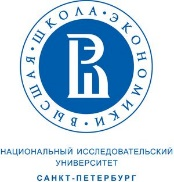 ВЫСШАЯ · ШКОЛА · ЭКОНОМИКИ
НАЦИОНАЛЬНЫЙ ИССЛЕДОВАТЕЛЬСКИЙ
УНИВЕРСИТЕТ
САНКТ-ПЕТЕРБУРГ